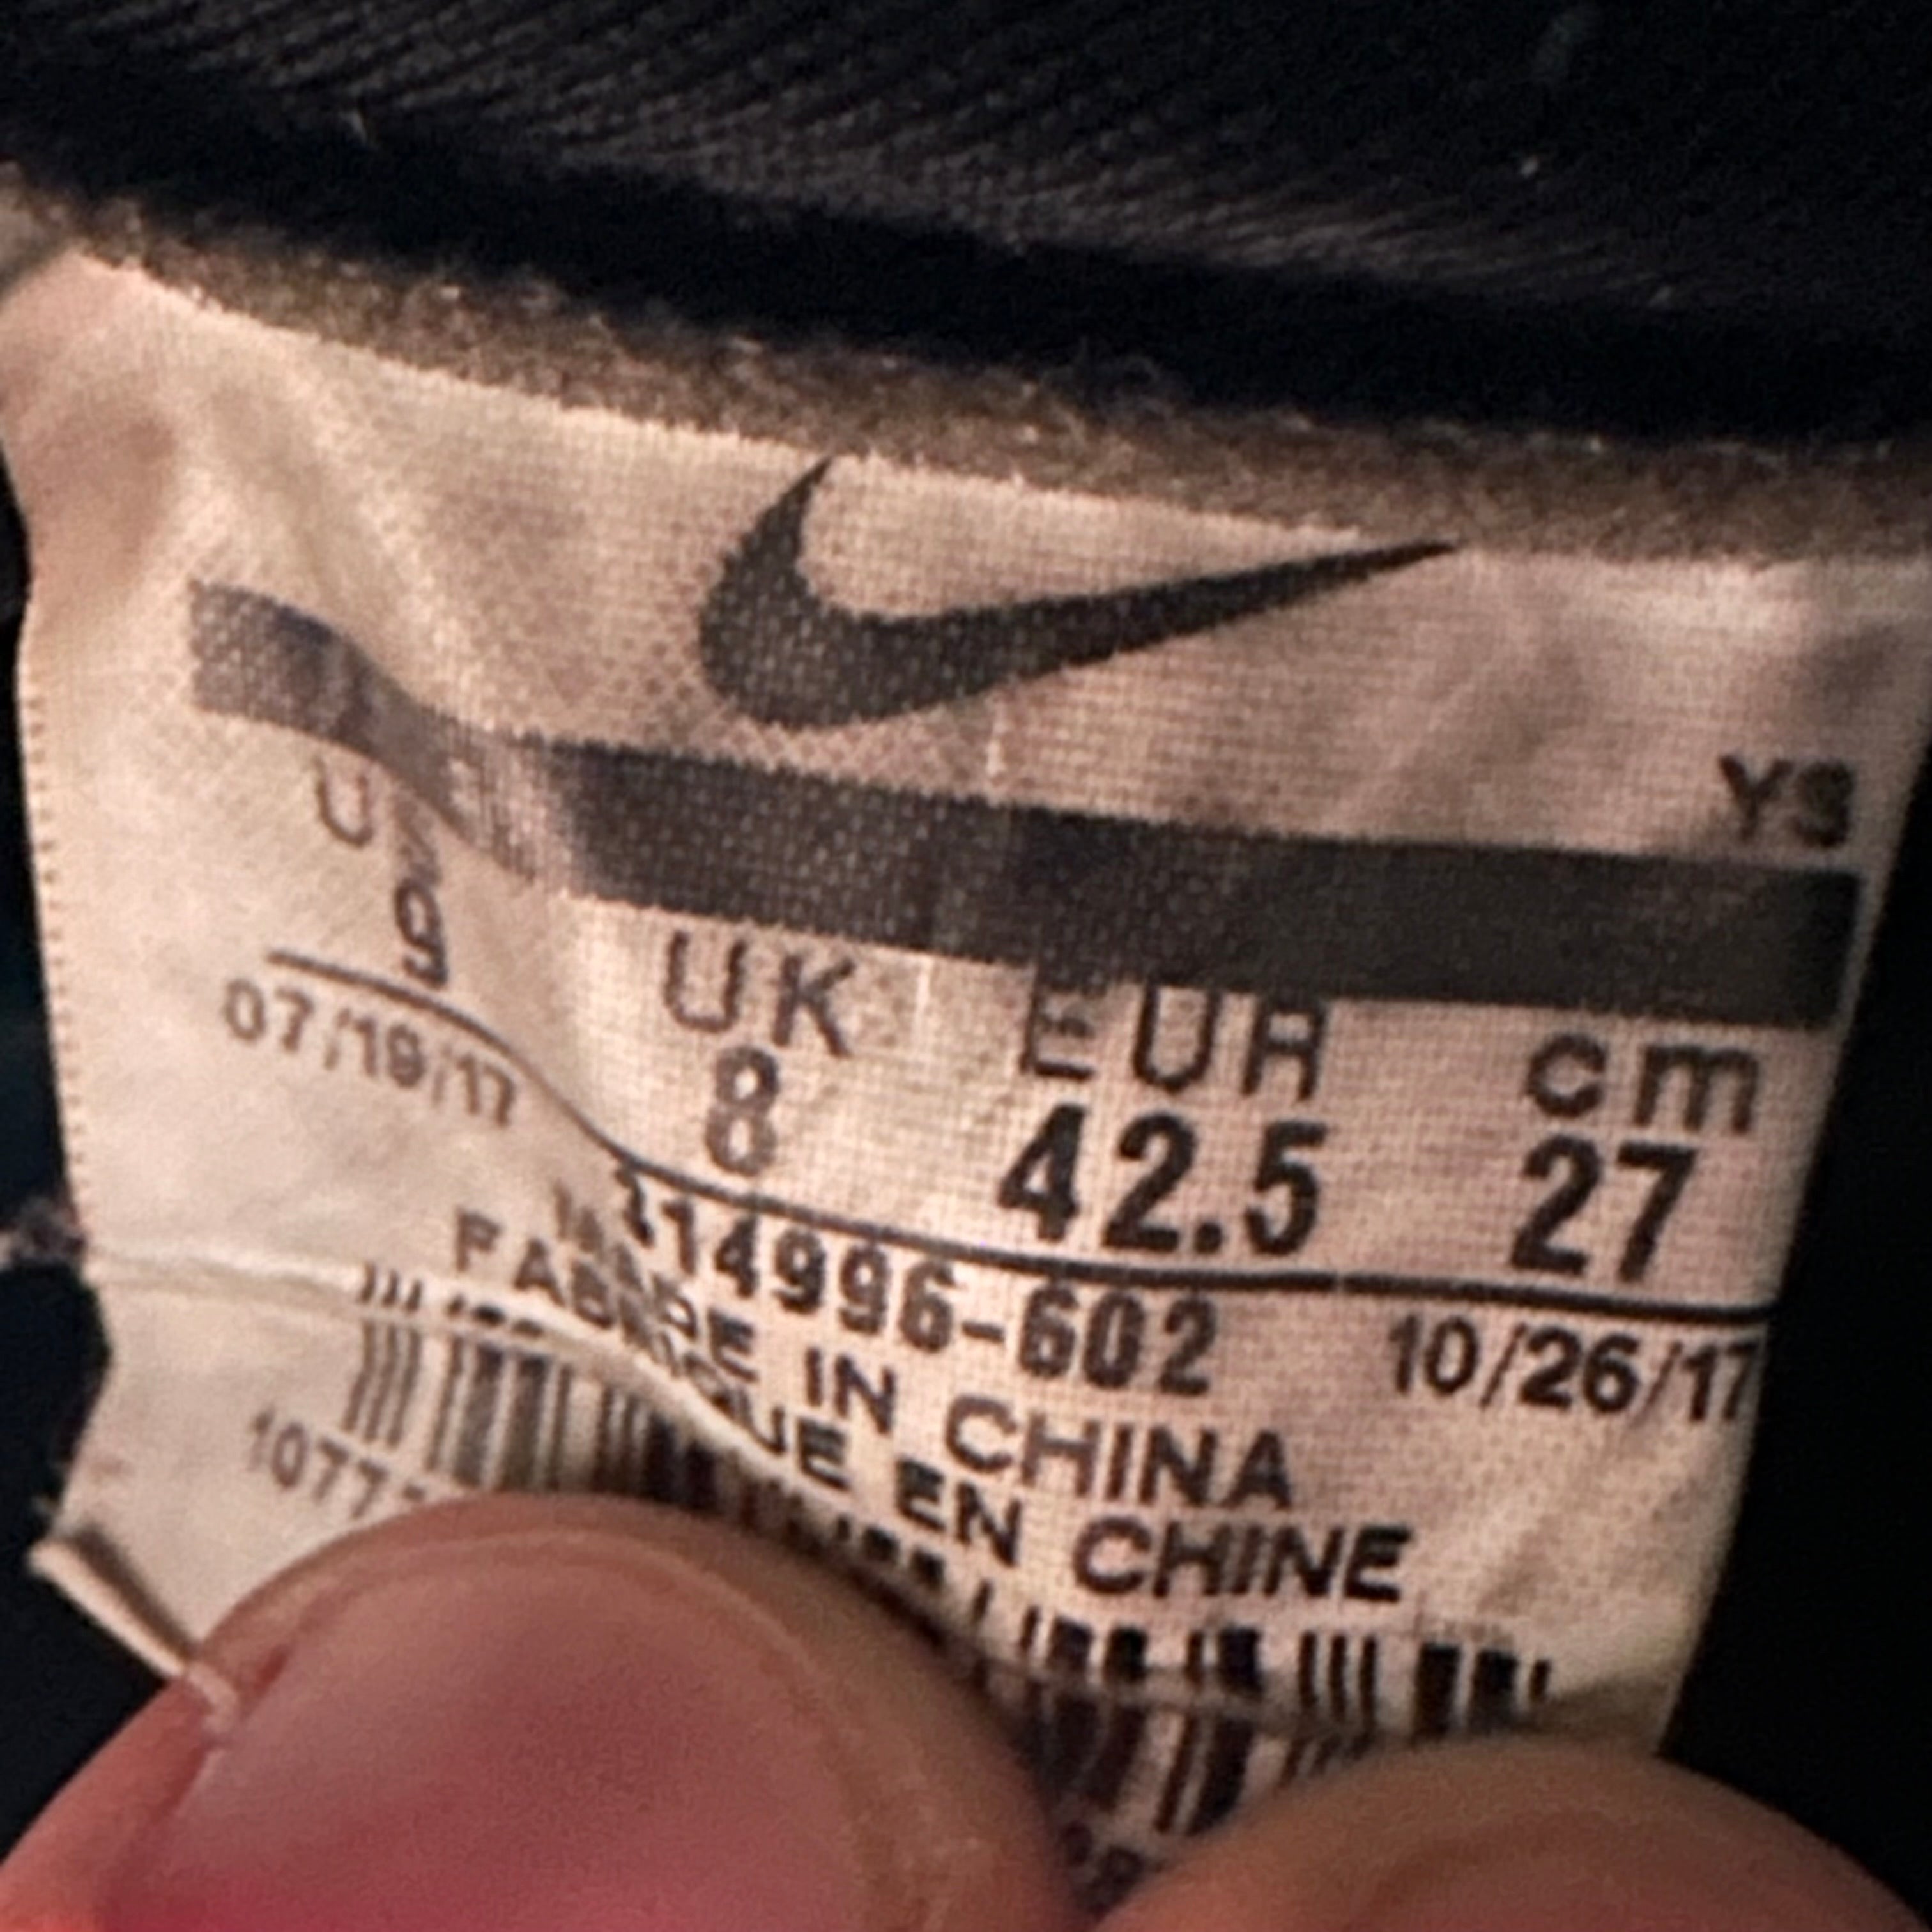 YS
US UK EUR cm
9 8 42.5 27
07/19/17 314996-602 10/26/17
MADE IN CHINA
FABRIQUE EN CHINE